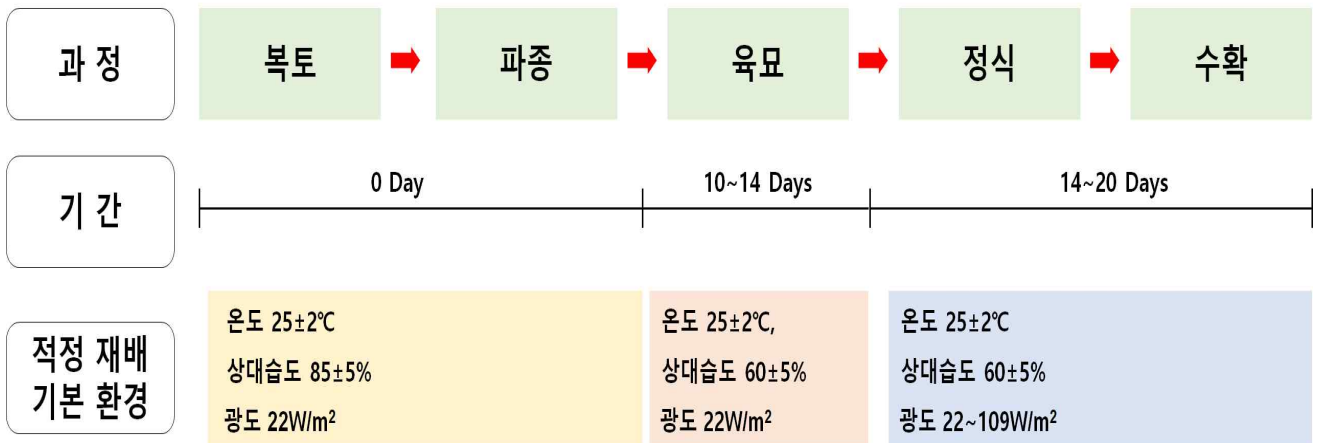 과 정
복토
파종
육묘
정식
수확
기 간
0 Day
10~14 Days
14~20 Days
적정 재배
기본 환경
온도 25±2℃
상대습도 85±5%
광도 22W/m²
온도 25±2℃,
상대습도 60±5%
광도 22W/m²
온도 25±2℃
상대습도 60±5%
광도 22~109W/m²